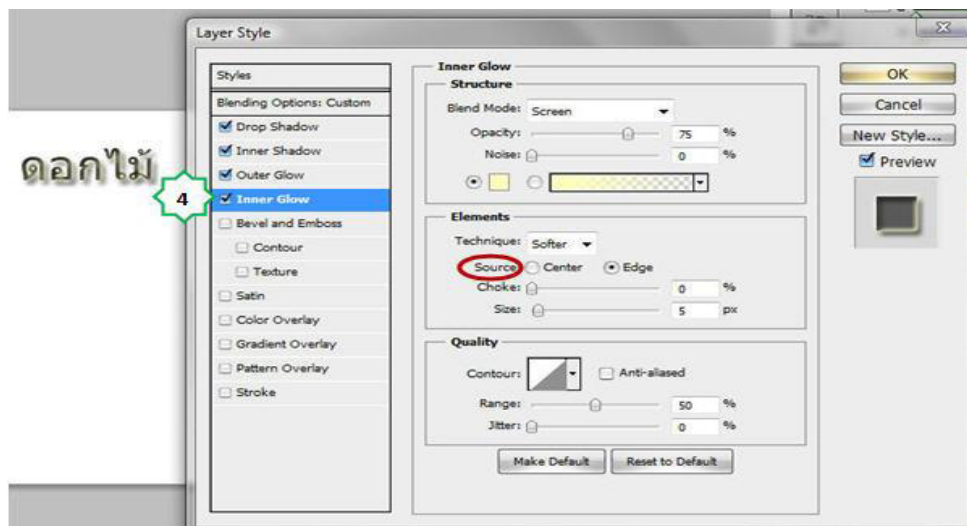 Layer Style
Styles
Blending Options: Custom
Drop Shadow
Inner Shadow
Outer Glow
Inner Glow
Bevel and Emboss
Contour
Texture
Satin
Color Overlay
Gradient Overlay
Pattern Overlay
Stroke
ดอกไม้
4
Inner Glow
Structure
Blend Mode: Screen
Opacity: 75 %
Noise: 0 %
Elements
Technique: Softer
Source: Center Edge
Choke: 0 %
Size: 5 px
Quality
Contour: Anti-aliased
Range: 50 %
Jitter: 0 %
Make Default Reset to Default
OK
Cancel
New Style...
Preview